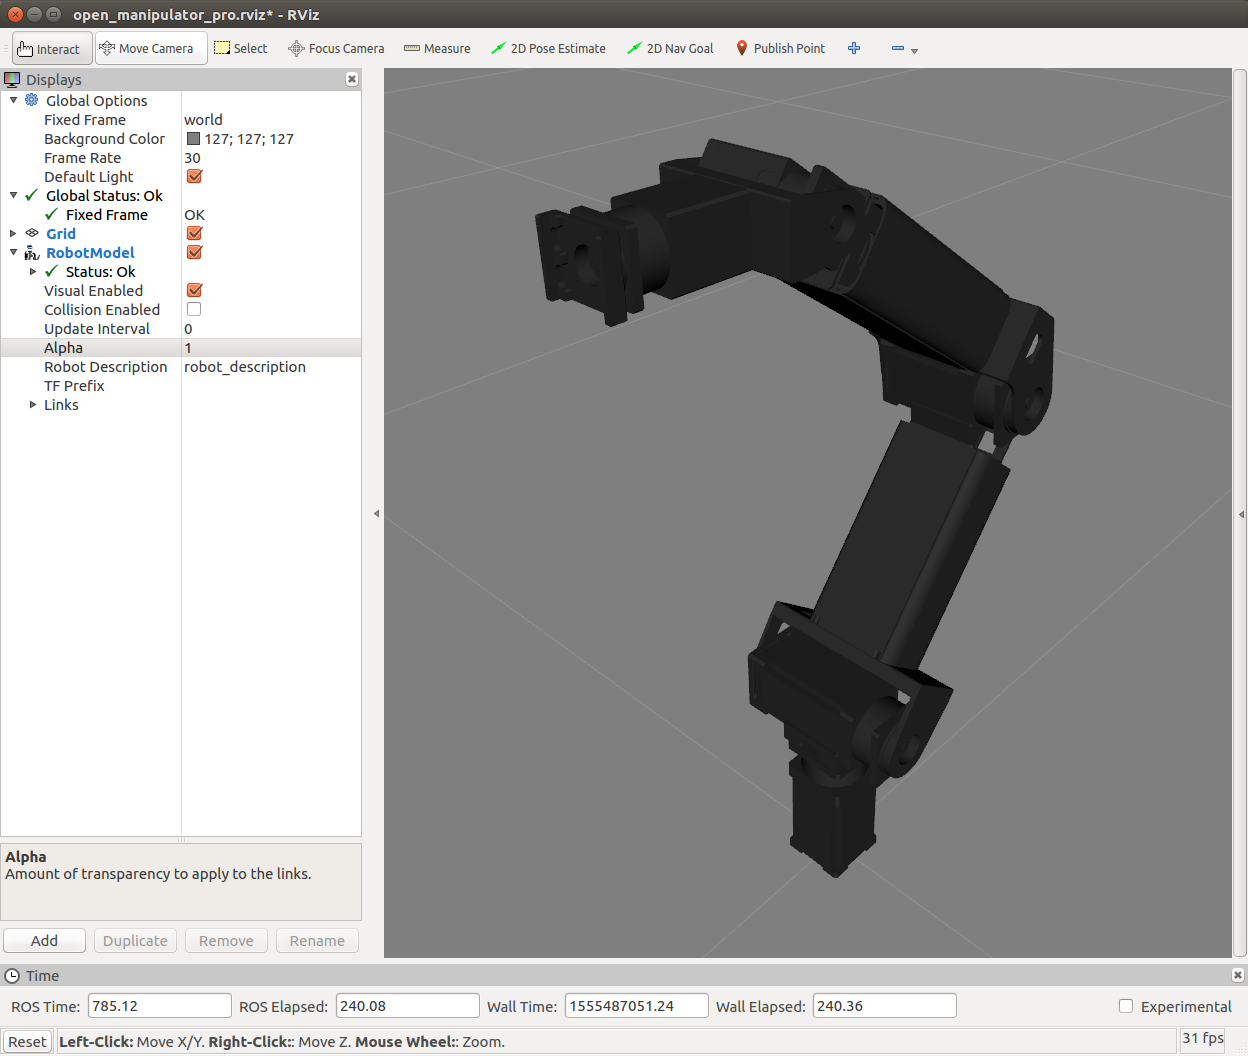 open_manipulator_pro.rviz* - RViz
Interact Move Camera Select Focus Camera Measure 2D Pose Estimate 2D Nav Goal Publish Point
Displays
Global Options
Fixed Frame world
Background Color 127; 127; 127
Frame Rate 30
Default Light
Global Status: Ok
Fixed Frame OK
Grid
RobotModel
Status: Ok
Visual Enabled
Collision Enabled
Update Interval 0
Alpha 1
Robot Description robot_description
TF Prefix
Links
Alpha
Amount of transparency to apply to the links.
Add Duplicate Remove Rename
Time
ROS Time: 785.12 ROS Elapsed: 240.08 Wall Time: 1555487051.24 Wall Elapsed: 240.36 Experimental
Reset Left-Click: Move X/Y. Right-Click:: Move Z. Mouse Wheel:: Zoom. 31 fps